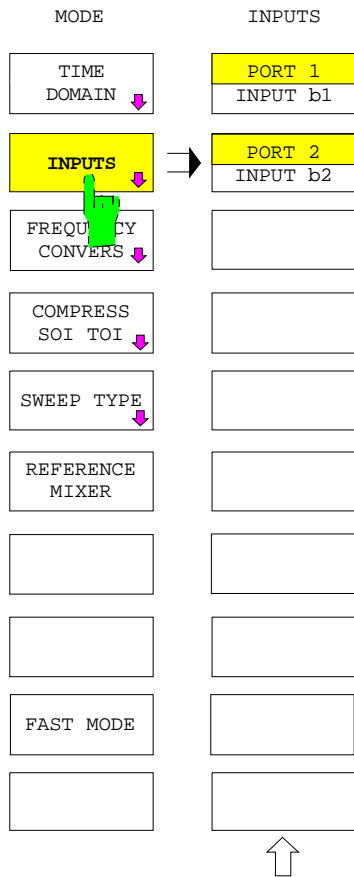 MODE
TIME
DOMAIN
INPUTS
CONVERS
COMPRESS
SOI TOI
SWEEP TYPE
REFERENCE
MIXER
FAST MODE
INPUTS
PORT 1
INPUT b1
PORT 2
INPUT b2